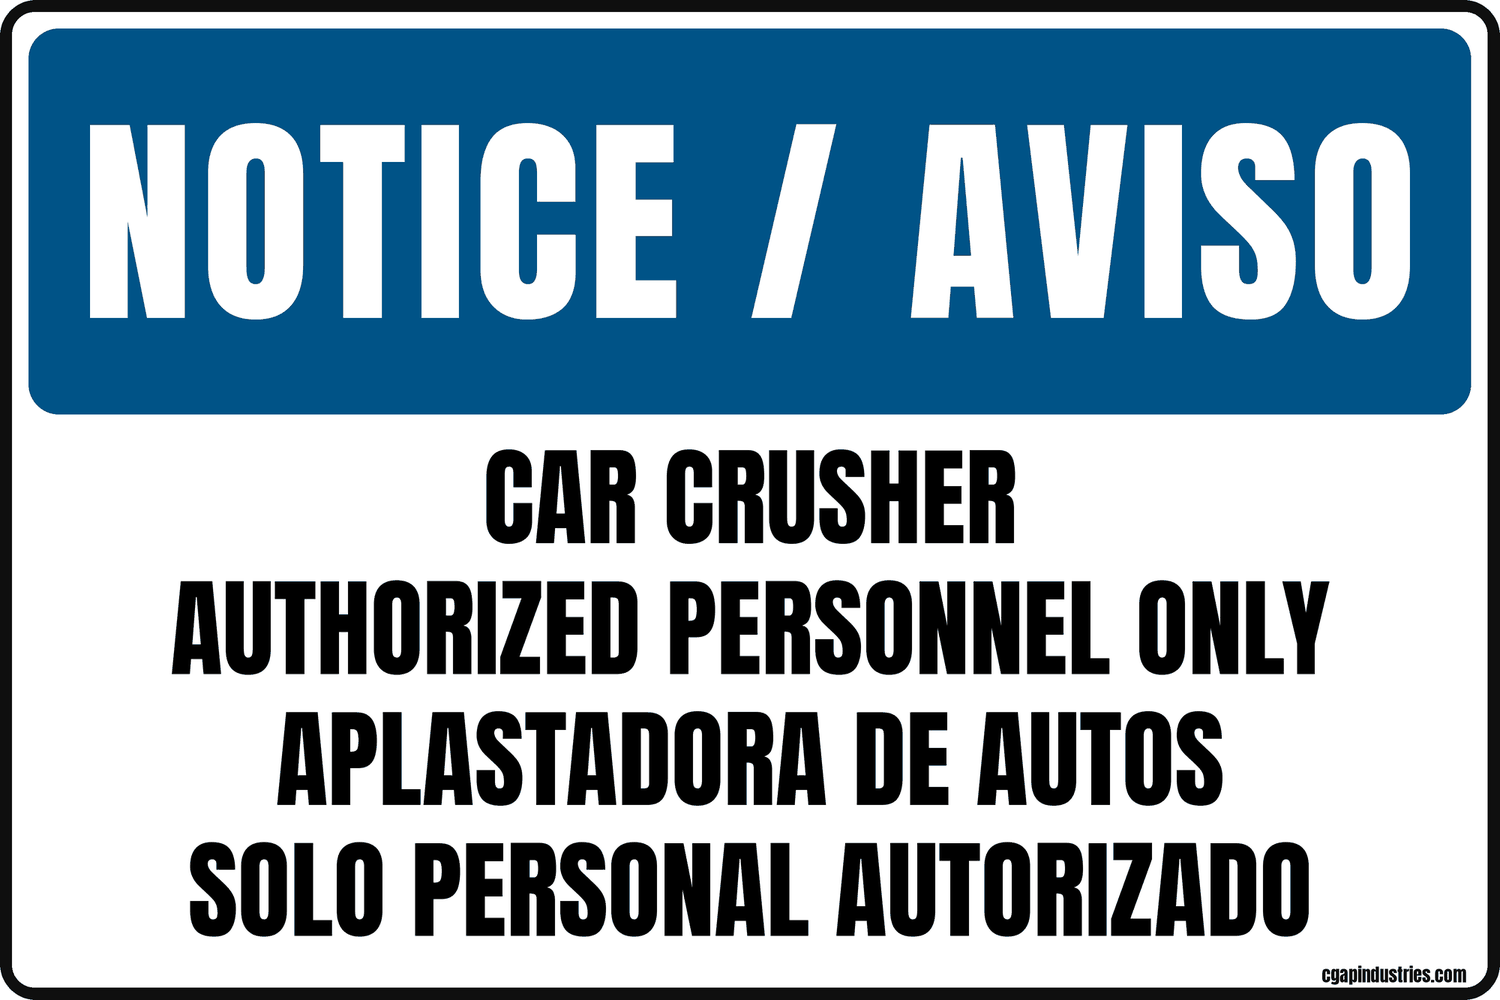 NOTICE / AVISO
CAR CRUSHER
AUTHORIZED PERSONNEL ONLY
APLASTADORA DE AUTOS
SOLO PERSONAL AUTORIZADO
cgapindustries.com